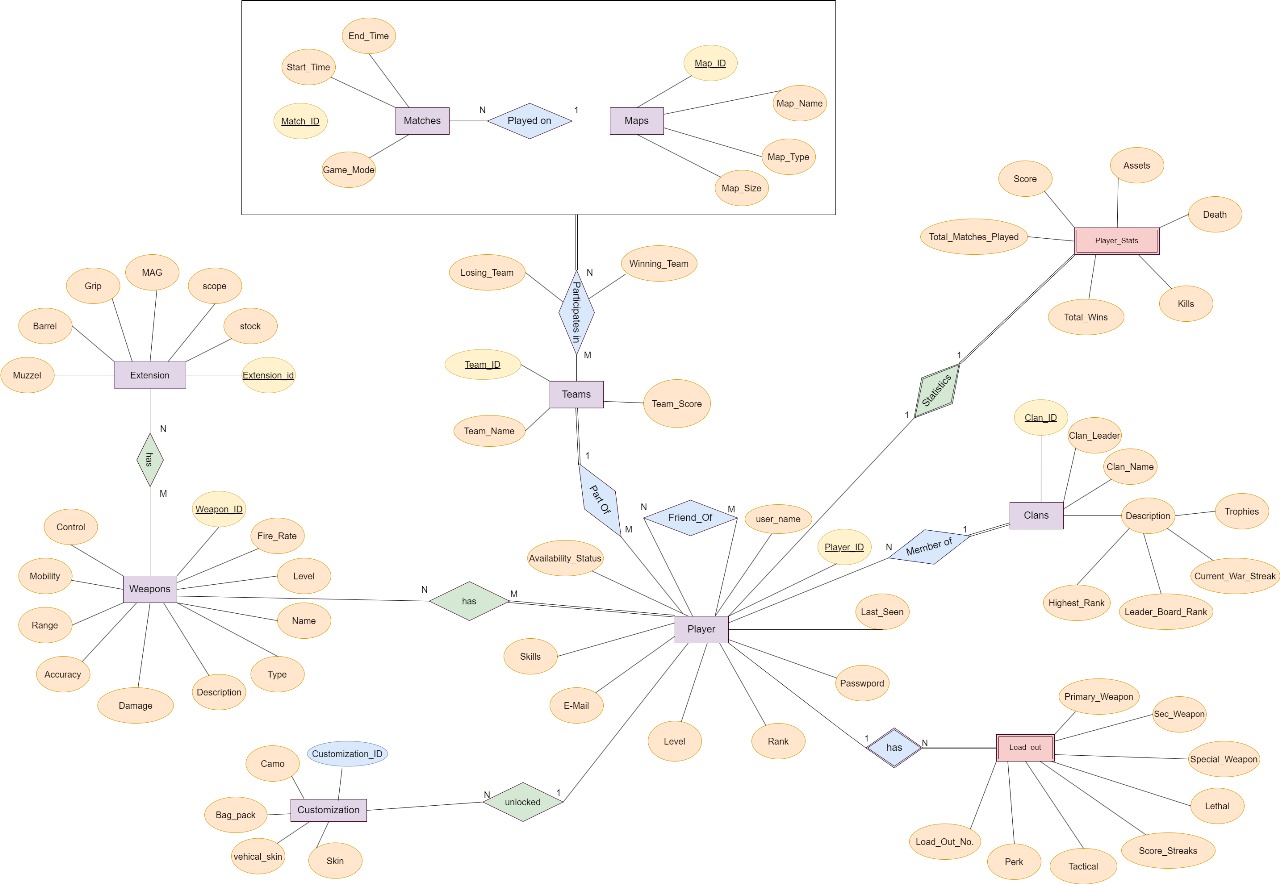 End_Time
Start_Time
Map_ID
Map_Name
Match_ID
Matches
N
Played on
1
Maps
Game_Mode
Map_Type
Map_Size
Score
Assets
Death
Total_Matches_Played
Player_Stats
Total_Wins
Kills
Losing_Team
N
Winning_Team
Participates in
M
Grip
MAG
scope
Barrel
stock
Muzzel
Extension
Extension_id
Team_ID
Teams
Team_Score
Team_Name
1
Statistics
1
N
has
M
1
Part Of
M
N
Friend_Of
M
user_name
Player_ID
Availability_Status
Clan_ID
Clan_Leader
Clan_Name
Clans
Description
Trophies
Current_War_Streak
Highest_Rank
Leader_Board_Rank
N
Member of
1
Weapon_ID
Control
Fire_Rate
Mobility
Weapons
Level
Range
Name
Accuracy
Type
Damage
Description
N
has
M
Player
Last_Seen
Skills
E-Mail
Level
Rank
Passwpord
1
has
N
Load_out
Primary_Weapon
Sec_Weapon
Special_Weapon
Lethal
Score_Streaks
Tactical
Perk
Load_Out_No.
Camo
Customization_ID
Bag_pack
Customization
vehical_skin
Skin
N
unlocked
1